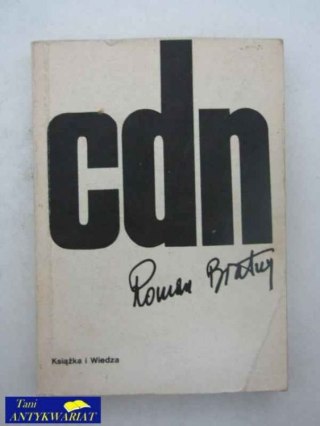 cdn
Roman Bratny
Książka i Wiedza
Tani
ANTYKWARIAT